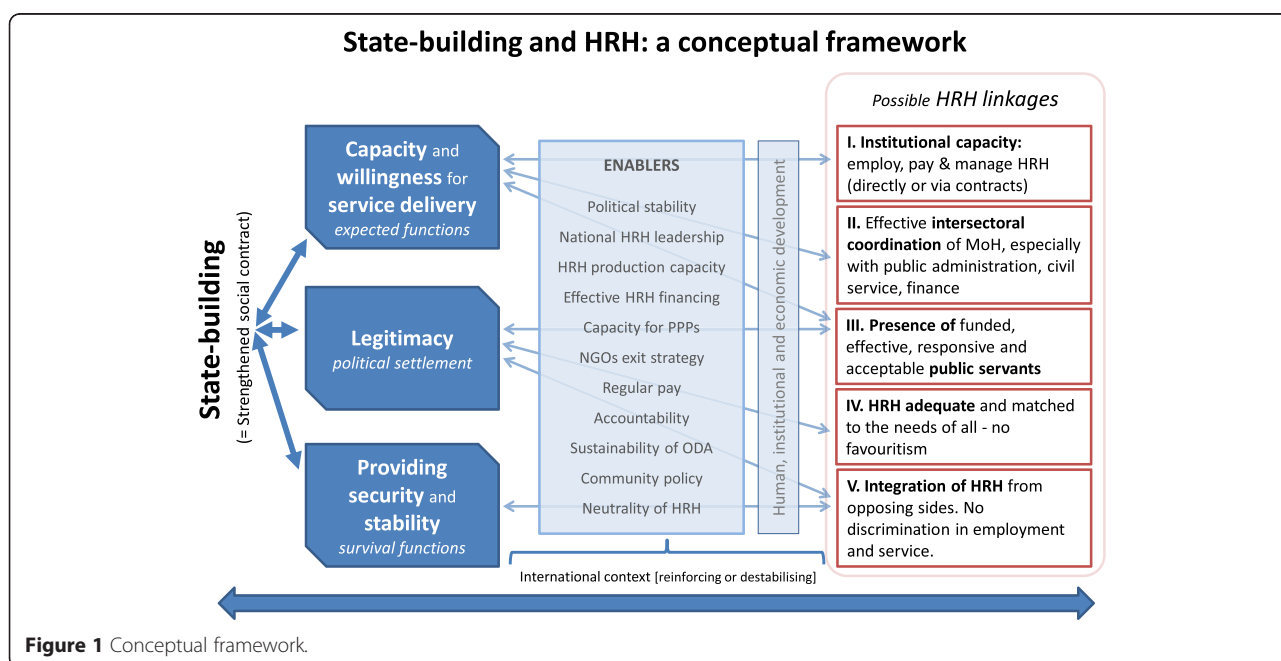 State-building and HRH: a conceptual framework
State-building
(= Strengthened social contract)
Capacity and
willingness for
service delivery
expected functions
Legitimacy
political settlement
Providing
security and
stability
survival functions
ENABLERS
Political stability
National HRH leadership
HRH production capacity
Effective HRH financing
Capacity for PPPs
NGOs exit strategy
Regular pay
Accountability
Sustainability of ODA
Community policy
Neutrality of HRH
Human, institutional and economic development
Possible HRH linkages
I. Institutional capacity:
employ, pay & manage HRH
(directly or via contracts)
II. Effective intersectoral
coordination of MoH, especially
with public administration, civil
service, finance
III. Presence of funded,
effective, responsive and
acceptable public servants
IV. HRH adequate and matched
to the needs of all - no
favouritism
V. Integration of HRH from
opposing sides. No
discrimination in employment
and service.
International context [reinforcing or destabilising]
Figure 1 Conceptual framework.